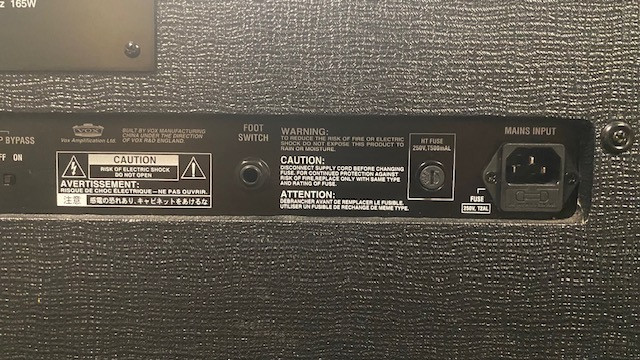 z 165W
P BYPASS
FF ON
VOX
Vox Amplification Ltd.
BUILT BY VOX MANUFACTURING
CHINA UNDER THE DIRECTION
OF VOX R&D ENGLAND.
CAUTION
RISK OF ELECTRIC SHOCK
DO NOT OPEN
AVERTISSEMENT:
RISQUE DE CHOC ELECTRIQUE—NE PAS OUVRIR.
注意 感電の恐れあり、キャビネットをあけるな
FOOT
SWITCH
WARNING:
TO REDUCE THE RISK OF FIRE OR ELECTRIC
SHOCK DO NOT EXPOSE THIS PRODUCT TO
RAIN OR MOISTURE.
CAUTION:
DISCONNECT SUPPLY CORD BEFORE CHANGING
FUSE. FOR CONTINUED PROTECTION AGAINST
RISK OF FIRE,REPLACE ONLY WITH SAME TYPE
AND RATING OF FUSE.
ATTENTION:
DEBRANCHER AVANT DE REMPLACER LE FUSIBLE.
UTILISER UN FUSIBLE DE RECHANGE DE MEME TYPE.
HT FUSE
250V,T500mAL
MAINS INPUT
FUSE
250V, T2AL